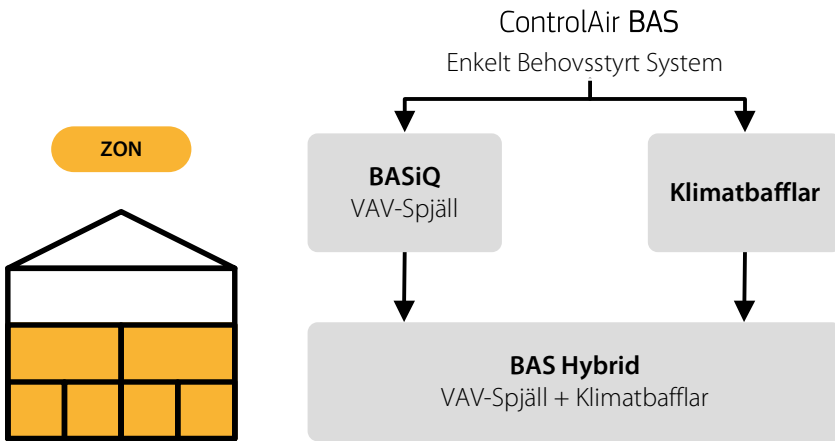 ControlAir BAS
Enkelt Behovsstyrt System
ZON
BASiQ
VAV-Spjäll
Klimatbafflar
BAS Hybrid
VAV-Spjäll + Klimatbafflar